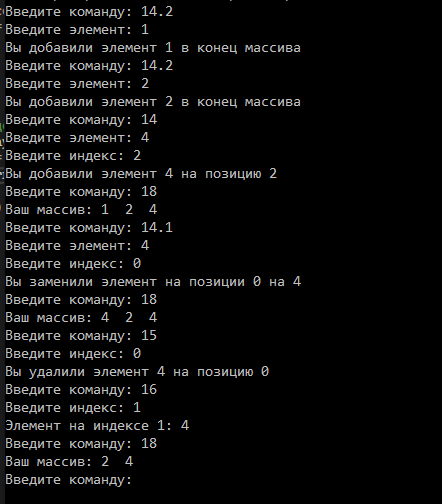 Введите команду: 14.2
Введите элемент: 1
Вы добавили элемент 1 в конец массива
Введите команду: 14.2
Введите элемент: 2
Вы добавили элемент 2 в конец массива
Введите команду: 14
Введите элемент: 4
Введите индекс: 2
Вы добавили элемент 4 на позицию 2
Введите команду: 18
Ваш массив: 1  2  4
Введите команду: 14.1
Введите элемент: 4
Введите индекс: 0
Вы заменили элемент на позиции 0 на 4
Введите команду: 18
Ваш массив: 4  2  4
Введите команду: 15
Введите индекс: 0
Вы удалили элемент 4 на позицию 0
Введите команду: 16
Введите индекс: 1
Элемент на индексе 1: 4
Введите команду: 18
Ваш массив: 2  4
Введите команду: